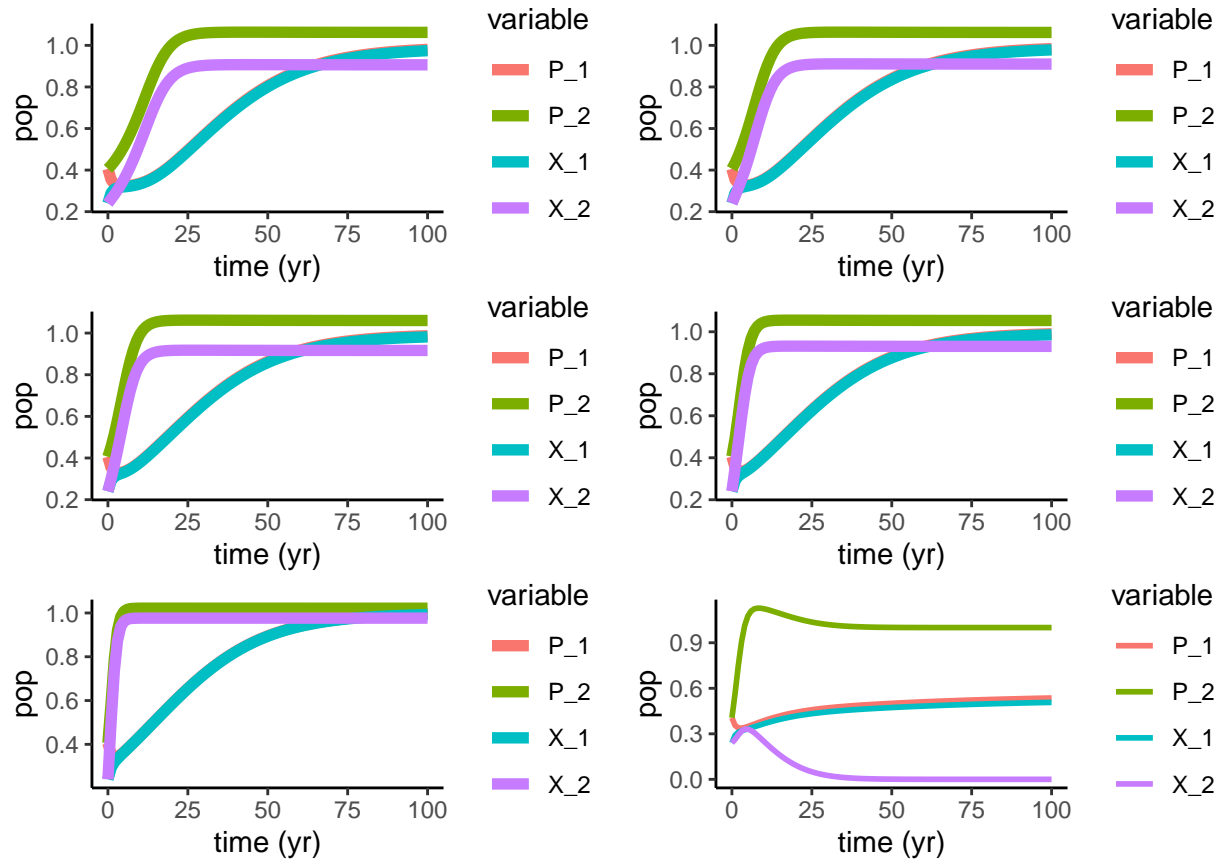 variable
1.0
0.8
0.6
0.4
0.2
pop
0
25
50
75
100
time (yr)
P_1
P_2
X_1
X_2
variable
1.0
0.8
0.6
0.4
0.2
pop
0
25
50
75
100
time (yr)
P_1
P_2
X_1
X_2
variable
1.0
0.8
0.6
0.4
0.2
pop
0
25
50
75
100
time (yr)
P_1
P_2
X_1
X_2
variable
1.0
0.8
0.6
0.4
0.2
pop
0
25
50
75
100
time (yr)
P_1
P_2
X_1
X_2
variable
1.0
0.8
0.6
0.4
pop
0
25
50
75
100
time (yr)
P_1
P_2
X_1
X_2
variable
0.9
0.6
0.3
0.0
pop
0
25
50
75
100
time (yr)
P_1
P_2
X_1
X_2